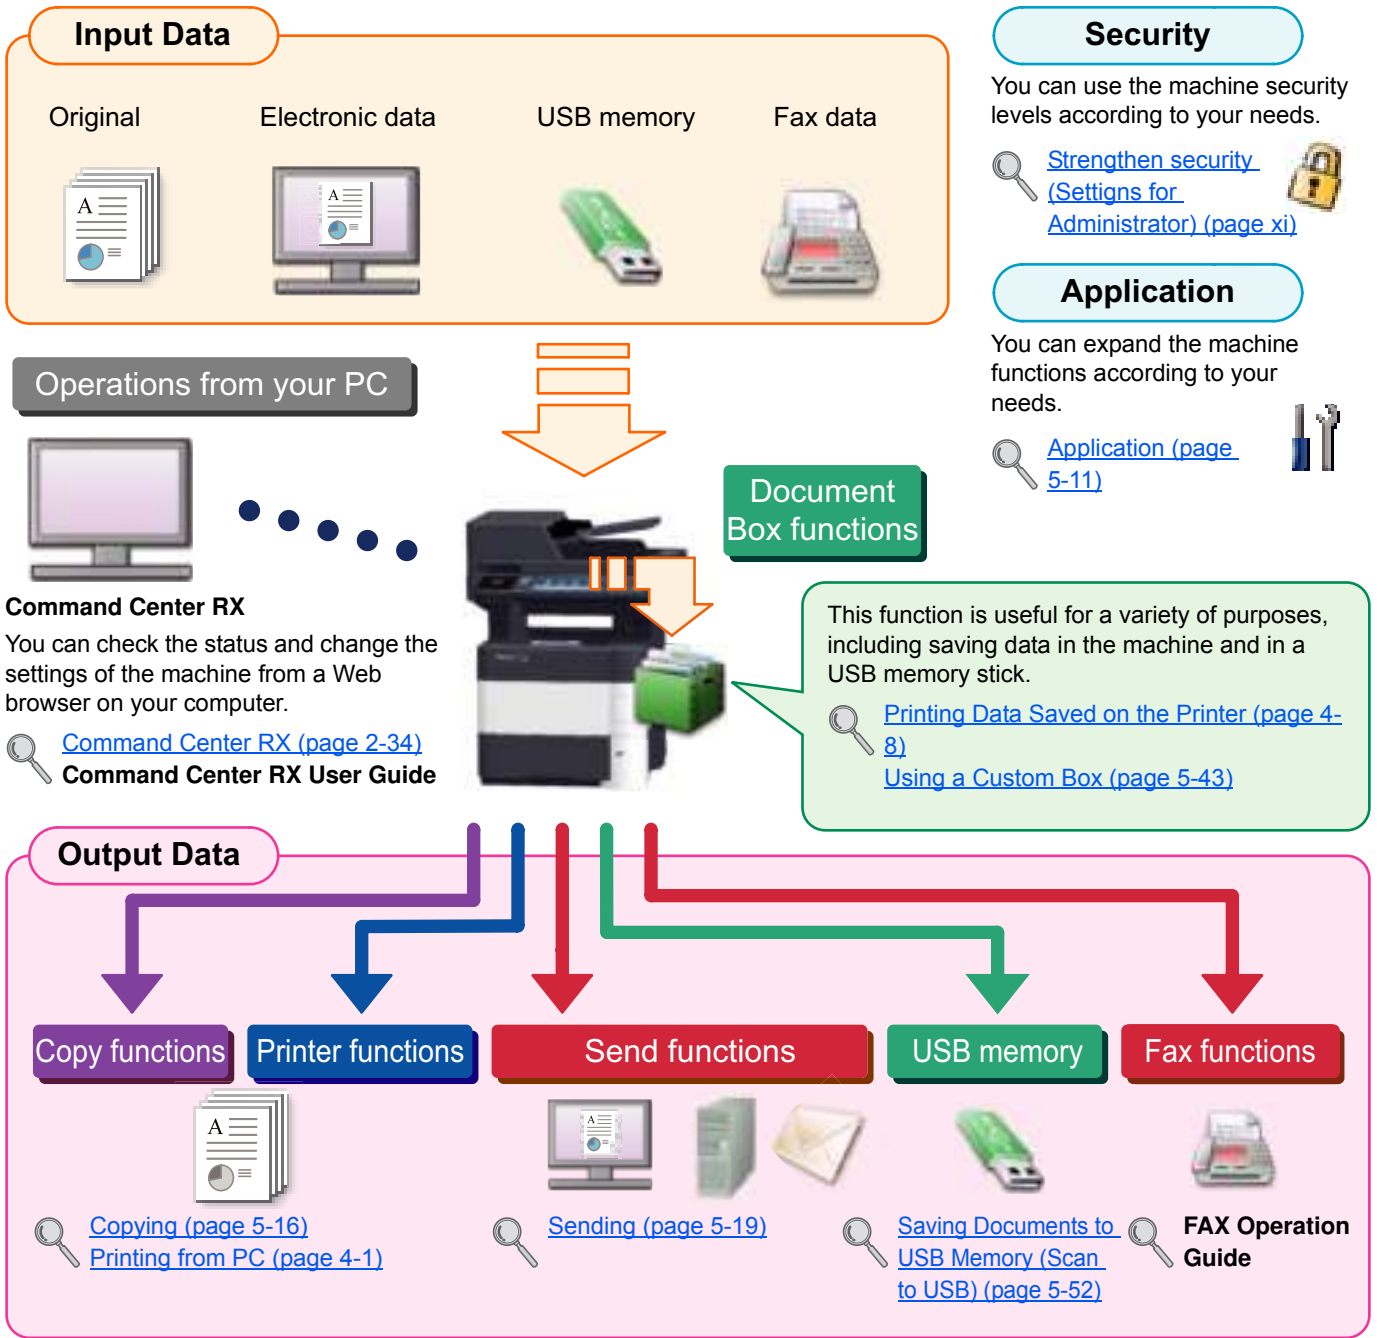 Input Data
Original
Electronic data
USB memory
Fax data
Security
You can use the machine security
levels according to your needs.
Strengthen security
(Settigns for
Administrator) (page xi)
Application
You can expand the machine
functions according to your
needs.
Application (page
5-11)
Operations from your PC
Command Center RX
You can check the status and change the
settings of the machine from a Web
browser on your computer.
Command Center RX (page 2-34)
Command Center RX User Guide
Document
Box functions
This function is useful for a variety of purposes,
including saving data in the machine and in a
USB memory stick.
Printing Data Saved on the Printer (page 4-
8)
Using a Custom Box (page 5-43)
Output Data
Copy functions
Printer functions
Send functions
USB memory
Fax functions
Copying (page 5-16)
Printing from PC (page 4-1)
Sending (page 5-19)
Saving Documents to
USB Memory (Scan
to USB) (page 5-52)
FAX Operation
Guide